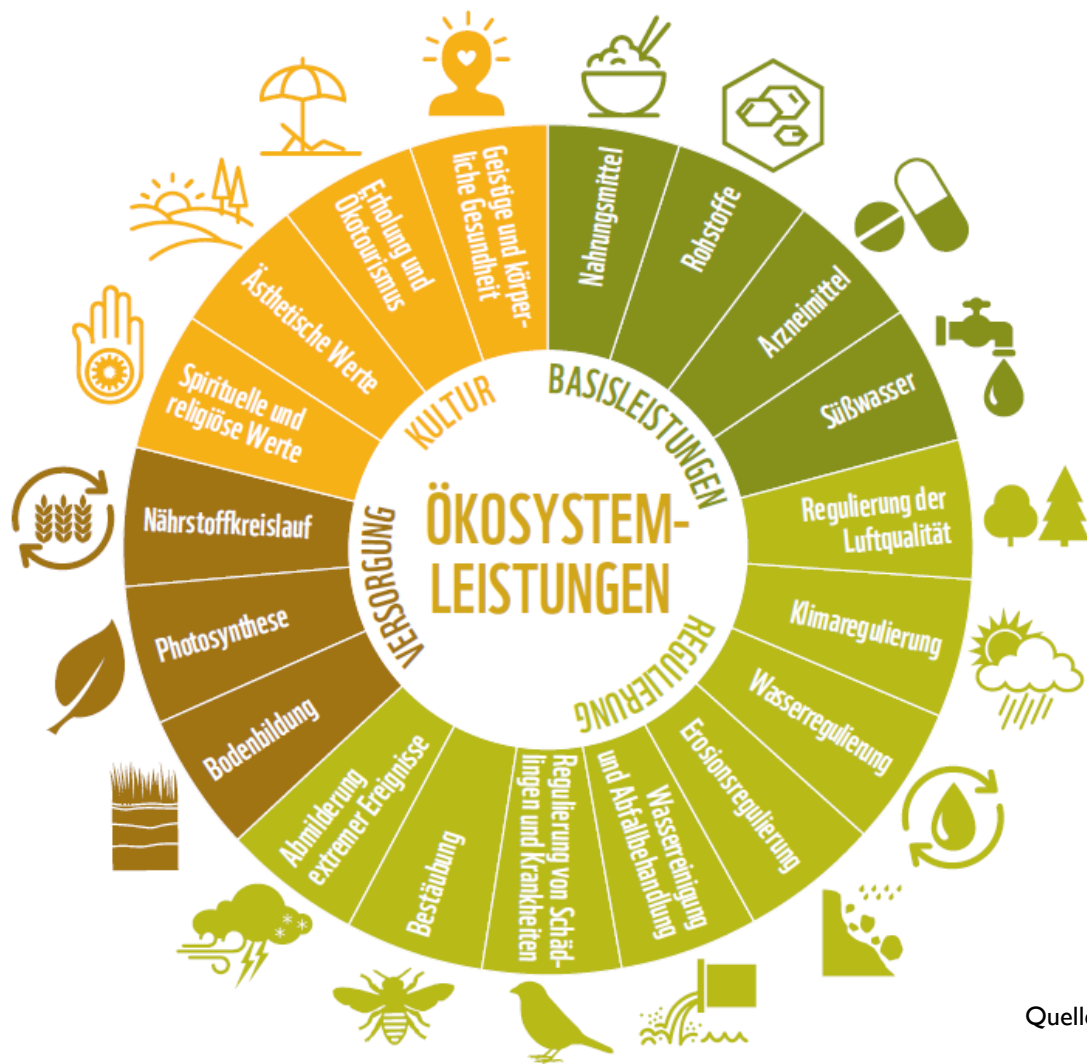 ÖKOSYSTEM-
LEISTUNGEN
BASISLEISTUNGEN
Nahrungsmittel
Rohstoffe
Arzneimittel
Süßwasser
REGULIERUNG
Regulierung der
Luftqualität
Klimaregulierung
Wasserregulierung
Erosionsregulierung
Wasserreinigung
und Abfallbehandlung
Regulierung von Schäd-
lingen und Krankheiten
Bestäubung
Abmilderung
extremer Ereignisse
VERSORGUNG
Bodenbildung
Photosynthese
Nährstoffkreislauf
KULTUR
Spirituelle und
religiöse Werte
Ästhetische Werte
Erholung und
Ökotourismus
Geistige und körper-
liche Gesundheit
Quelle